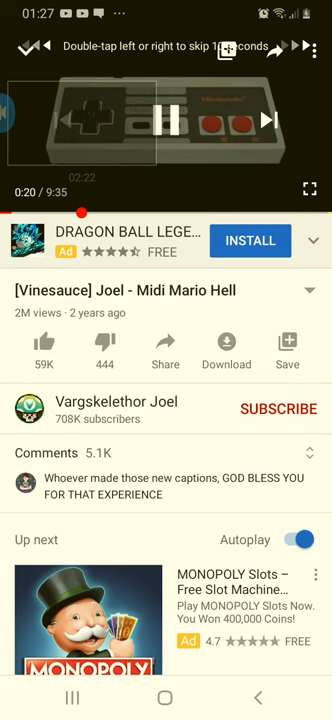 01:27
Double-tap left or right to skip 10 seconds
Nintendo
02:22
0:20 / 9:35
DRAGON BALL LEGE...
Ad FREE
INSTALL
[Vinesauce] Joel - Midi Mario Hell
2M views · 2 years ago
59K 444 Share Download Save
Vargskelethor Joel
708K subscribers
SUBSCRIBE
Comments 5.1K
Whoever made those new captions, GOD BLESS YOU
FOR THAT EXPERIENCE
Up next Autoplay
MONOPOLY Slots –
Free Slot Machine...
Play MONOPOLY Slots Now.
You Won 400,000 Coins!
Ad 4.7 FREE
MONOPOLY